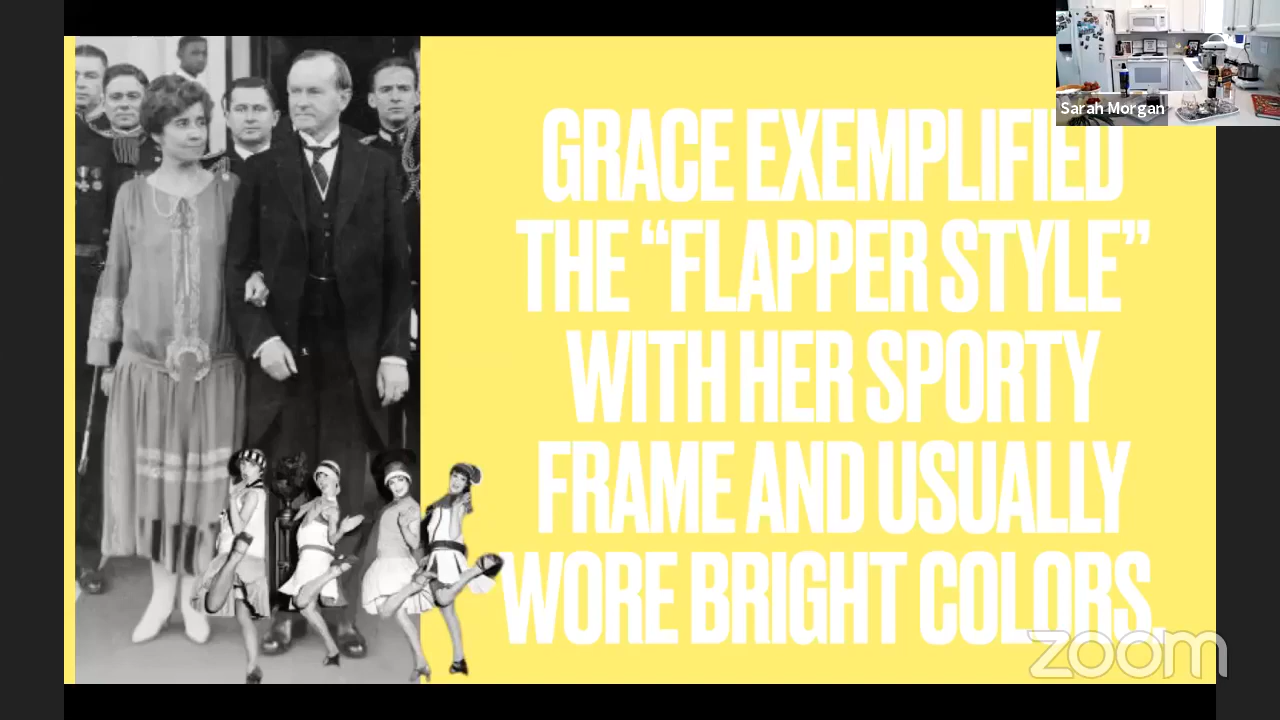 Sarah Morgan
GRACE EXEMPLIFIED
THE “FLAPPER STYLE”
WITH HER SPORTY
FRAME AND USUALLY
WORE BRIGHT COLORS.
zoom